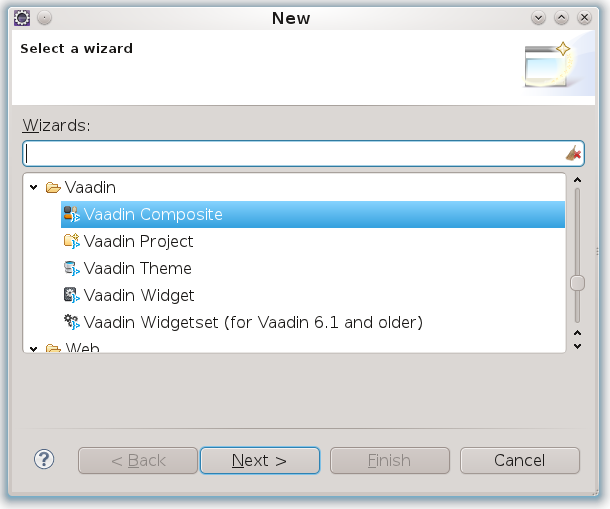 New
Select a wizard
Wizards:
Vaadin
Vaadin Composite
Vaadin Project
Vaadin Theme
Vaadin Widget
Vaadin Widgetset (for Vaadin 6.1 and older)
Web
< Back Next > Finish Cancel